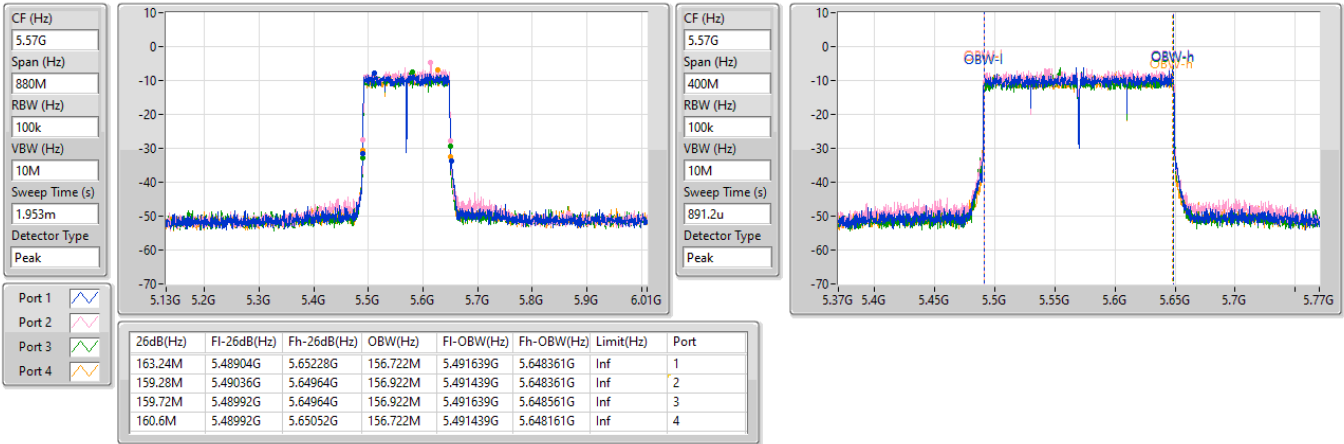 CF (Hz)
5.57G
Span (Hz)
880M
RBW (Hz)
100k
VBW (Hz)
10M
Sweep Time (s)
1.953m
Detector Type
Peak
Port 1
Port 2
Port 3
Port 4
10
0
-10
-20
-30
-40
-50
-60
-70
5.13G 5.2G 5.3G 5.4G 5.5G 5.6G 5.7G 5.8G 5.9G 6.01G
CF (Hz)
5.57G
Span (Hz)
400M
RBW (Hz)
100k
VBW (Hz)
10M
Sweep Time (s)
891.2u
Detector Type
Peak
10
0
-10
-20
-30
-40
-50
-60
-70
OBW-l OBW-h
OBW-h
5.37G 5.4G 5.45G 5.5G 5.55G 5.6G 5.65G 5.7G 5.77G
26dB(Hz) Fl-26dB(Hz) Fh-26dB(Hz) OBW(Hz) Fl-OBW(Hz) Fh-OBW(Hz) Limit(Hz) Port
163.24M 5.48904G 5.65228G 156.722M 5.491639G 5.648361G Inf 1
159.28M 5.49036G 5.64964G 156.922M 5.491439G 5.648361G Inf 2
159.72M 5.48992G 5.64964G 156.922M 5.491639G 5.648561G Inf 3
160.6M 5.48992G 5.65052G 156.722M 5.491439G 5.648161G Inf 4